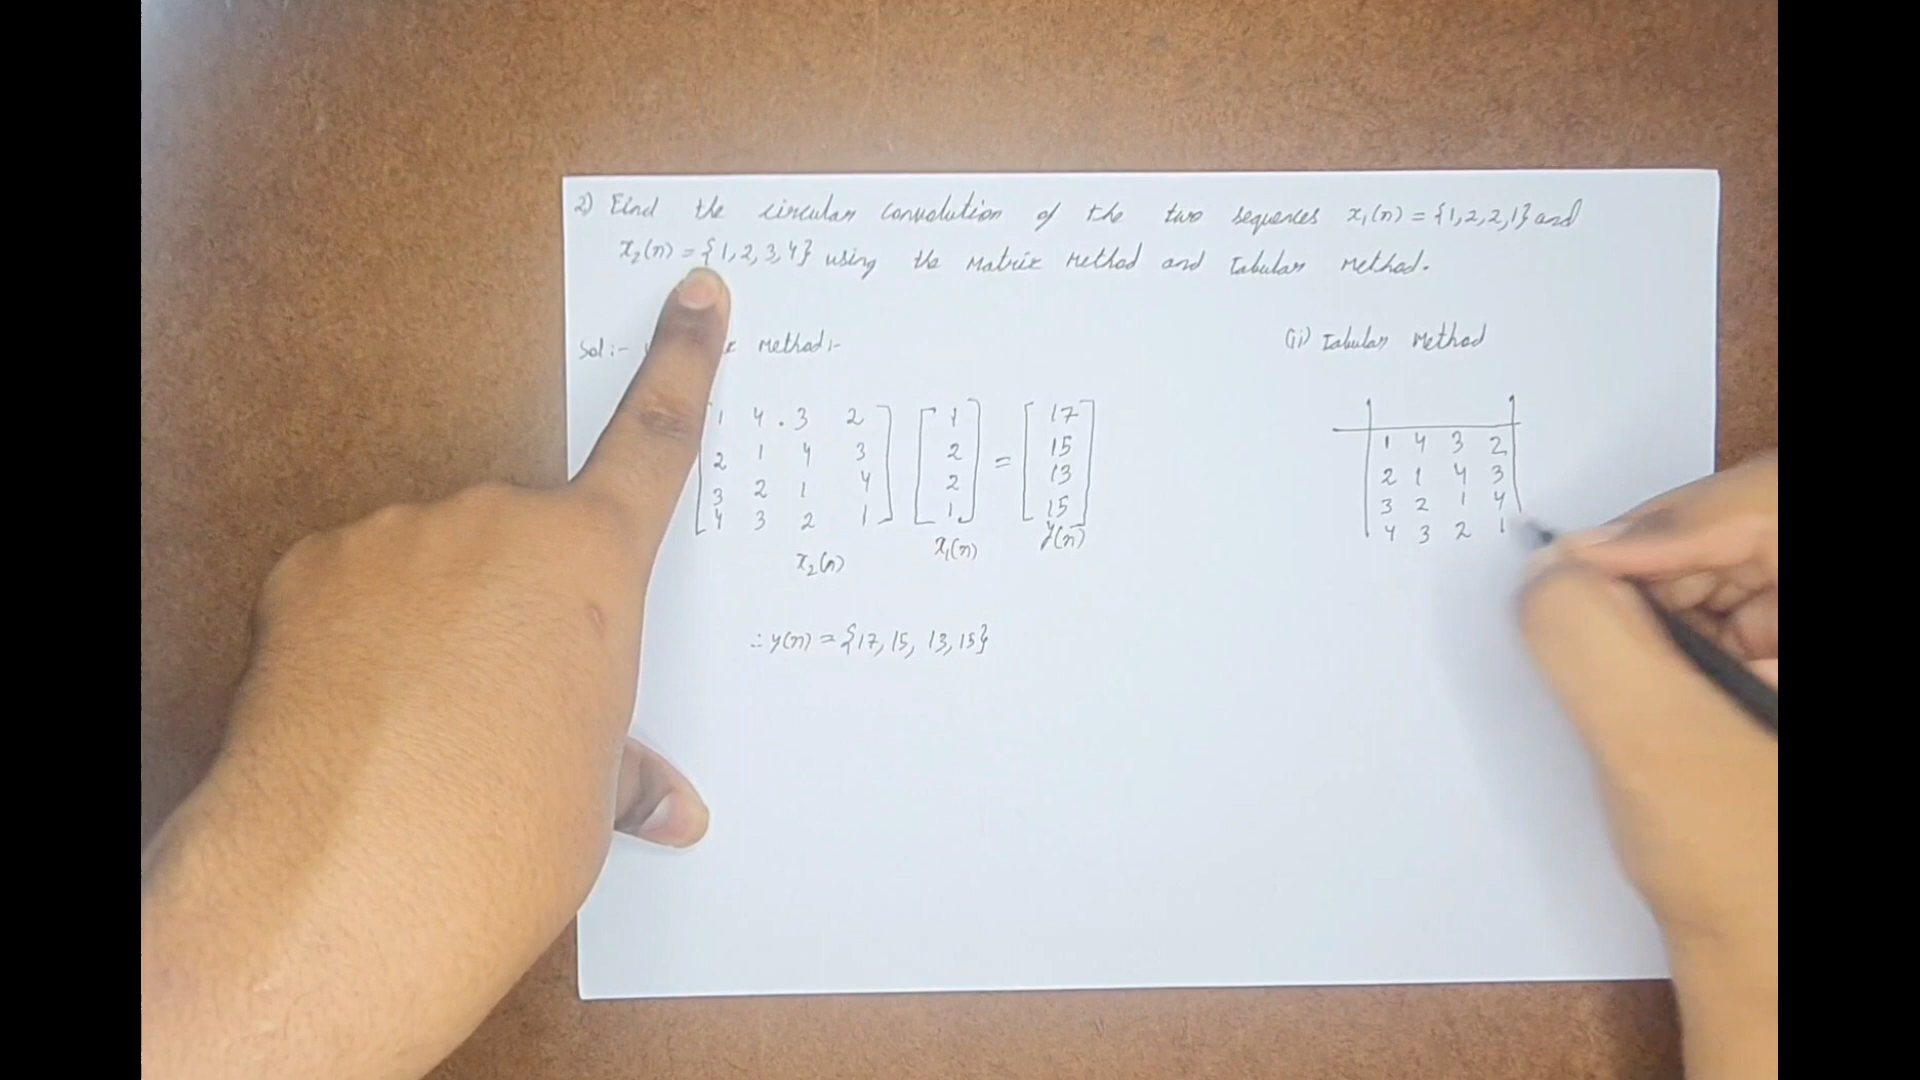 2) Find the circular convolution of the two sequences x₁(n) = {1,2,2,1} and
x₂(n) = {1,2,3,4} using the Matrix Method and Tabular Method.
Sol:- Method:-
1 4 . 3 2 1 17
2 1 4 3 2 = 15
3 2 1 4 2 13
4 3 2 1 1 15
x₂(n) x₁(n) y(n)
∴ y(n) = {17, 15, 13, 15}
(ii) Tabular Method
1 4 3 2
2 1 4 3
3 2 1 4
4 3 2 1